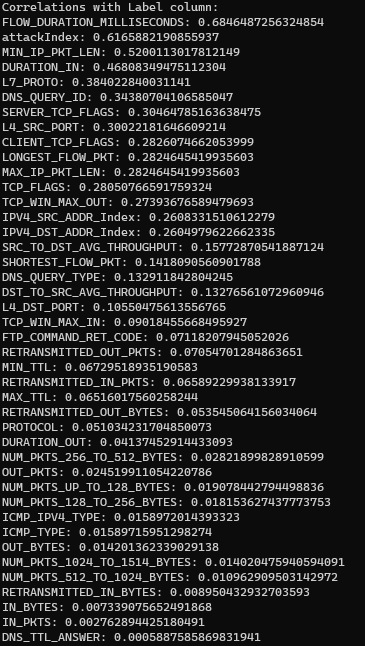 Correlations with Label column:
FLOW_DURATION_MILLISECONDS: 0.6846487256324854
attackIndex: 0.6165882190855937
MIN_IP_PKT_LEN: 0.5200113017812149
DURATION_IN: 0.46808349475112304
L7_PROTO: 0.384022840031141
DNS_QUERY_ID: 0.34380704106585047
SERVER_TCP_FLAGS: 0.30464785163638475
L4_SRC_PORT: 0.30022181646609214
CLIENT_TCP_FLAGS: 0.2826074662053999
LONGEST_FLOW_PKT: 0.2824645419935603
MAX_IP_PKT_LEN: 0.2824645419935603
TCP_FLAGS: 0.28050766591759324
TCP_WIN_MAX_OUT: 0.27393676589479693
IPV4_SRC_ADDR_Index: 0.2608331510612279
IPV4_DST_ADDR_Index: 0.2604979622662335
SRC_TO_DST_AVG_THROUGHPUT: 0.15772870541887124
SHORTEST_FLOW_PKT: 0.1418090560901788
DNS_QUERY_TYPE: 0.132911842804245
DST_TO_SRC_AVG_THROUGHPUT: 0.13276561072960946
L4_DST_PORT: 0.10550475613556765
TCP_WIN_MAX_IN: 0.09018455668495927
FTP_COMMAND_RET_CODE: 0.07118207945052026
RETRANSMITTED_OUT_PKTS: 0.07054701284863651
MIN_TTL: 0.06729518935190583
RETRANSMITTED_IN_PKTS: 0.06589229938133917
MAX_TTL: 0.06516017560258244
RETRANSMITTED_OUT_BYTES: 0.053545064156034064
PROTOCOL: 0.051034231704850073
DURATION_OUT: 0.04137452914433093
NUM_PKTS_256_TO_512_BYTES: 0.02821899828910599
OUT_PKTS: 0.024519911054220786
NUM_PKTS_UP_TO_128_BYTES: 0.019078442794498836
NUM_PKTS_128_TO_256_BYTES: 0.018153627437773753
ICMP_IPV4_TYPE: 0.0158972014393323
ICMP_TYPE: 0.01589715951298274
OUT_BYTES: 0.014201362339029138
NUM_PKTS_1024_TO_1514_BYTES: 0.014020475940594091
NUM_PKTS_512_TO_1024_BYTES: 0.010962909503142972
RETRANSMITTED_IN_BYTES: 0.008950432932703593
IN_BYTES: 0.007339075652491868
IN_PKTS: 0.002762894425180491
DNS_TTL_ANSWER: 0.0005887585869831941